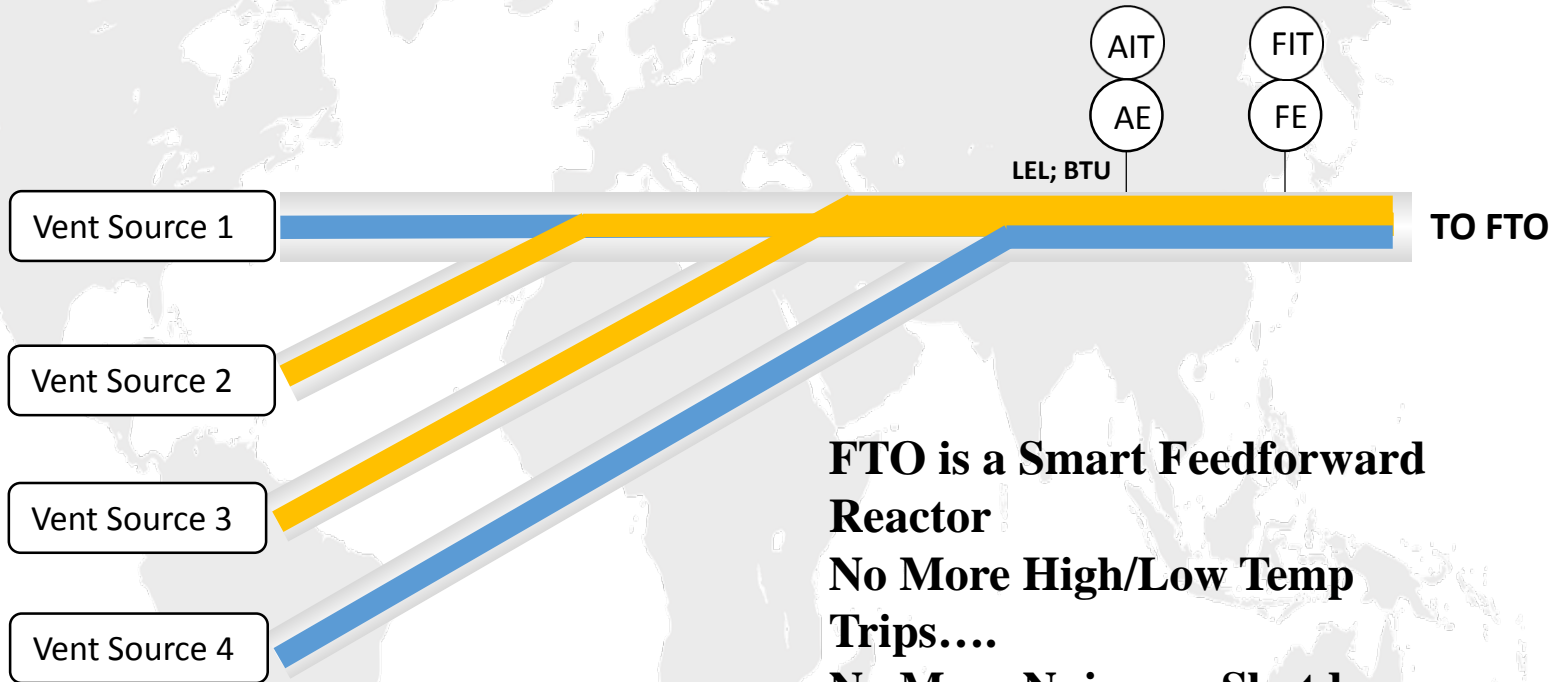 AIT
FIT
AE
FE
LEL; BTU
Vent Source 1
TO FTO
Vent Source 2
Vent Source 3
Vent Source 4
FTO is a Smart Feedforward
Reactor
No More High/Low Temp
Trips....